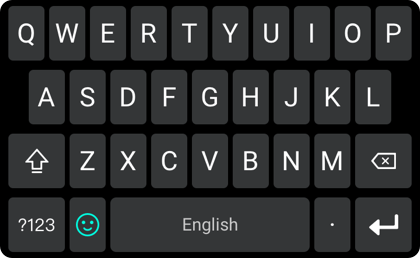 Q W E R T Y U I O P
A S D F G H J K L
Z X C V B N M
?123 English .